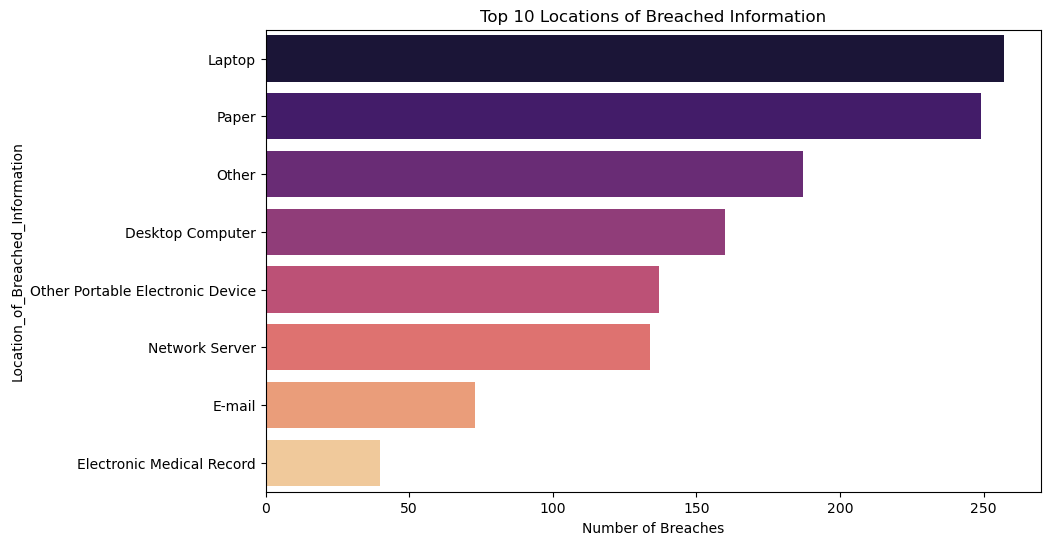 Top 10 Locations of Breached Information
Location_of_Breached_Information
Laptop
Paper
Other
Desktop Computer
Other Portable Electronic Device
Network Server
E-mail
Electronic Medical Record
0 50 100 150 200 250
Number of Breaches